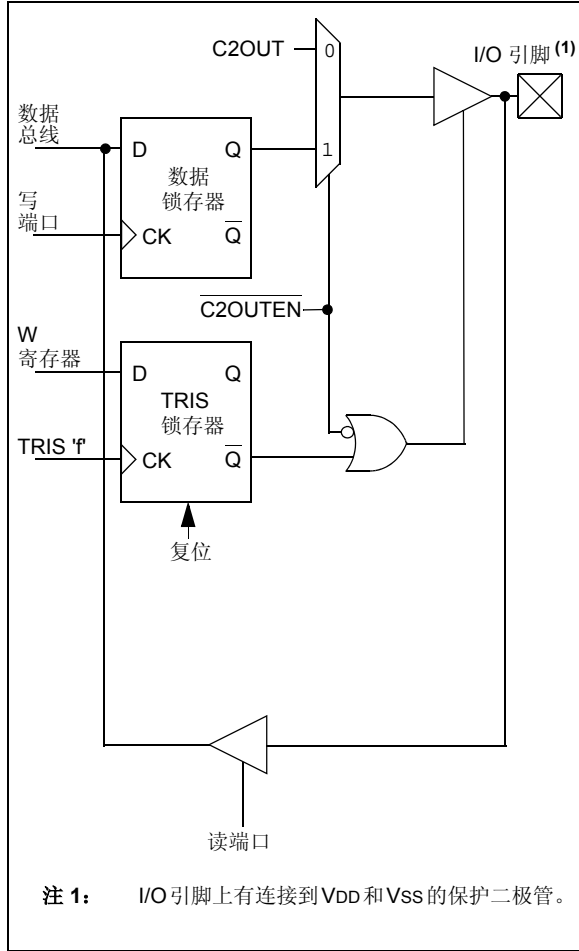 C2OUT
0
I/O 引脚 (1)
数据
总线
D
Q
1
数据
锁存器
写
端口
CK
Q̅
C̅2̅O̅U̅T̅E̅N̅
W
寄存器
D
Q
TRIS
锁存器
TRIS 'f'
CK
Q̅
复位
读端口
注 1： I/O引脚上有连接到VDD和VSS的保护二极管。